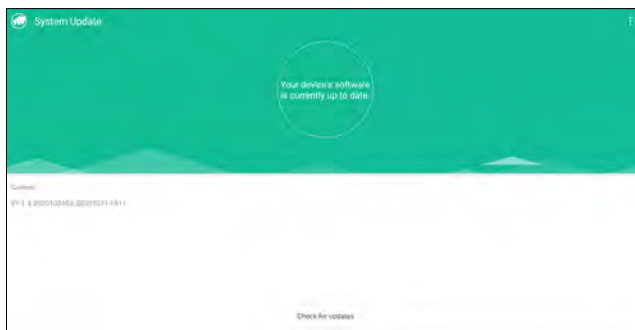 System Update
Your device's software
is currently up to date.
Current:
Check for updates